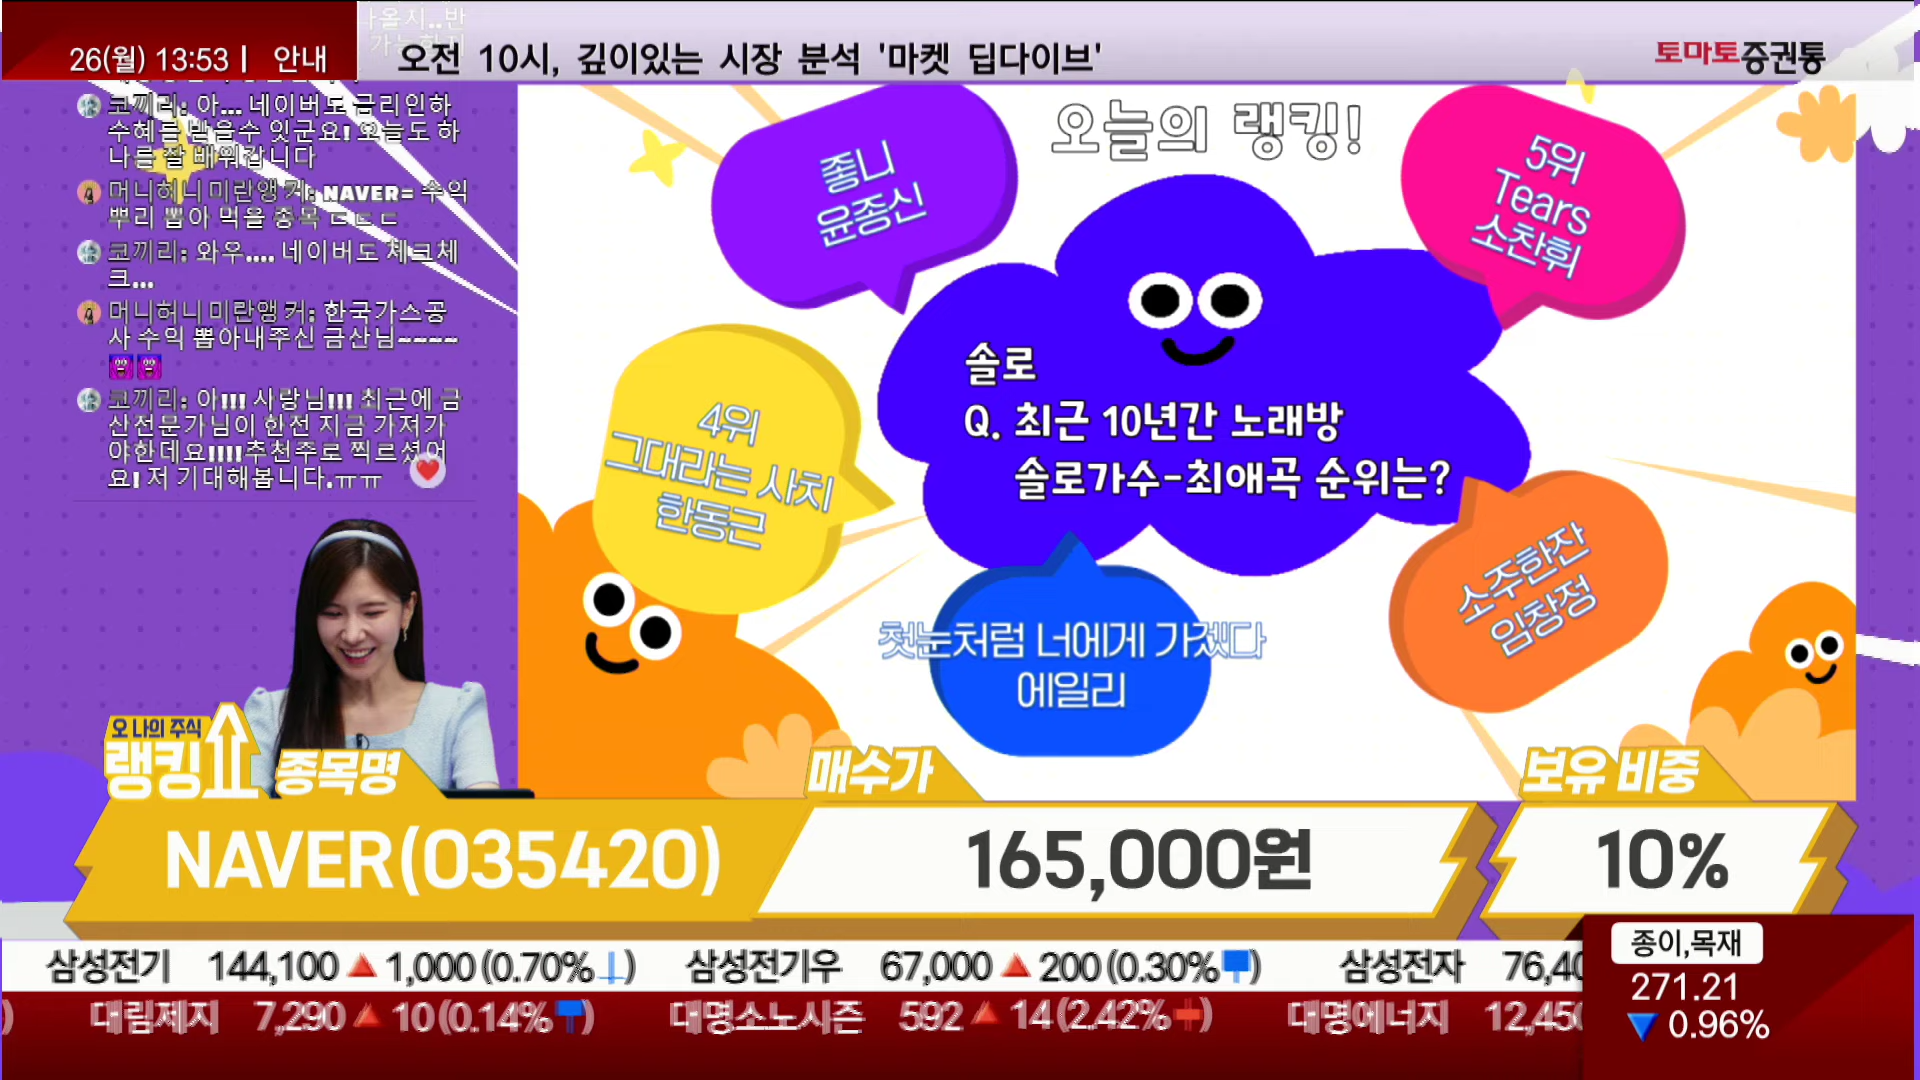 26(월) 13:53 | 안내
오전 10시, 깊이있는 시장 분석 '마켓 딥다이브'
토마토증권통
코끼리: 아... 네이버도 금리인하
수혜를 받을수 있군요! 오늘도 하
나를 잘 배워갑니다
머니허니 미란앵커: NAVER= 수익
뿌리 뽑아 먹을 종목 ㄷㄷㄷ
코끼리: 와우.... 네이버도 체크체
크...
머니허니 미란앵커: 한국가스공
사 수익 뽑아내주신 금산님~~~~
코끼리: 아!!! 사랑님!!! 최근에 금
산전문가님이 한전 지금 가져가
야한데요!!!!추천주로 찍르셨어
요! 저 기대해봅니다.ㅠㅠ
오늘의 랭킹!
좋니
윤종신
5위
Tears
소찬휘
솔로
Q. 최근 10년간 노래방
솔로가수-최애곡 순위는?
4위
그대라는 사치
한동근
소주한잔
임창정
첫눈처럼 너에게 가겠다
에일리
오 나의 주식
랭킹
종목명
매수가
보유 비중
NAVER(035420)
165,000원
10%
삼성전기 144,100 ▲ 1,000 (0.70%) 삼성전기우 67,000 ▲ 200 (0.30%) 삼성전자 76,40
대림제지 7,290 ▲ 10 (0.14%) 대명소노시즌 592 ▲ 14 (2.42%) 대명에너지 12,450
종이,목재
271.21
▼ 0.96%